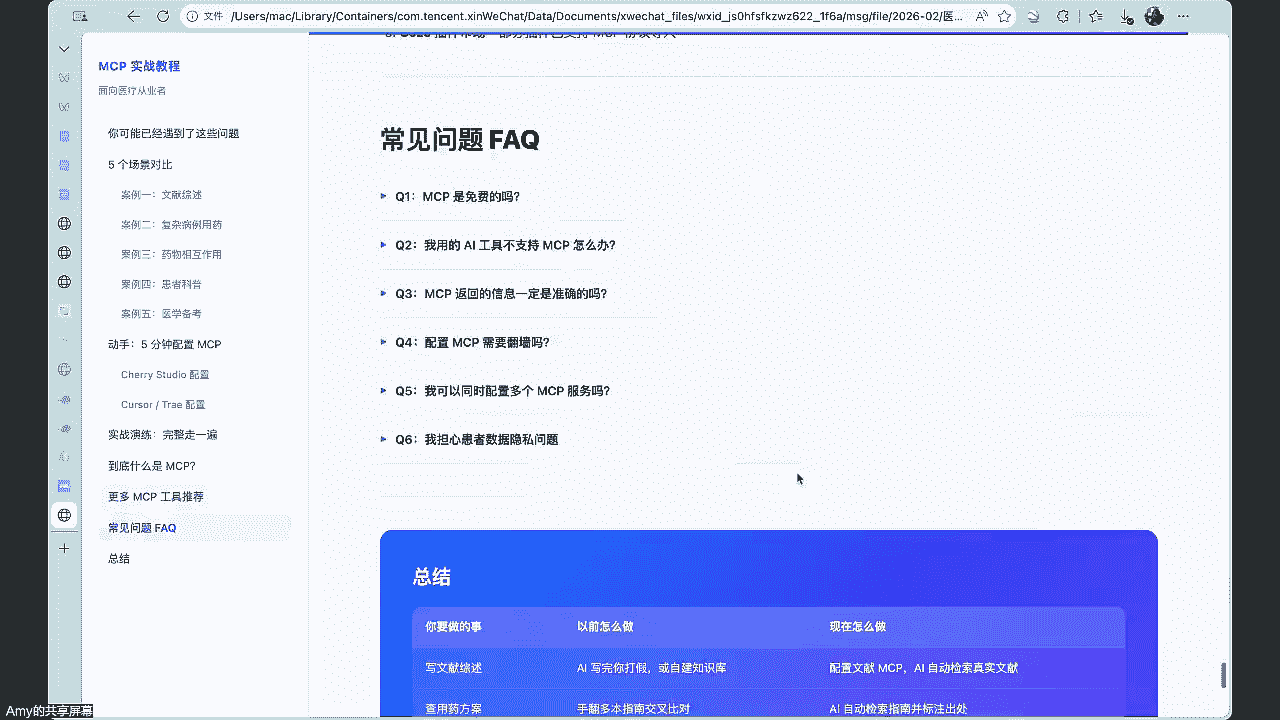 文件 /Users/mac/Library/Containers/com.tencent.xinWeChat/Data/Documents/xwechat_files/wxid_js0hfsfkzwz622_1f6a/msg/file/2026-02/医…
MCP 实战教程
面向医疗从业者
你可能已经遇到了这些问题
5 个场景对比
案例一：文献综述
案例二：复杂病例用药
案例三：药物相互作用
案例四：患者科普
案例五：医学备考
动手：5 分钟配置 MCP
Cherry Studio 配置
Cursor / Trae 配置
实战演练：完整走一遍
到底什么是 MCP?
更多 MCP 工具推荐
常见问题 FAQ
总结
常见问题 FAQ
Q1：MCP 是免费的吗?
Q2：我用的 AI 工具不支持 MCP 怎么办?
Q3：MCP 返回的信息一定是准确的吗?
Q4：配置 MCP 需要翻墙吗?
Q5：我可以同时配置多个 MCP 服务吗?
Q6：我担心患者数据隐私问题
总结
你要做的事 以前怎么做 现在怎么做
写文献综述 AI 写完你打假，或自建知识库 配置文献 MCP，AI 自动检索真实文献
查用药方案 手翻多本指南交叉比对 AI 自动检索指南并标注出处
Amy的共享屏幕